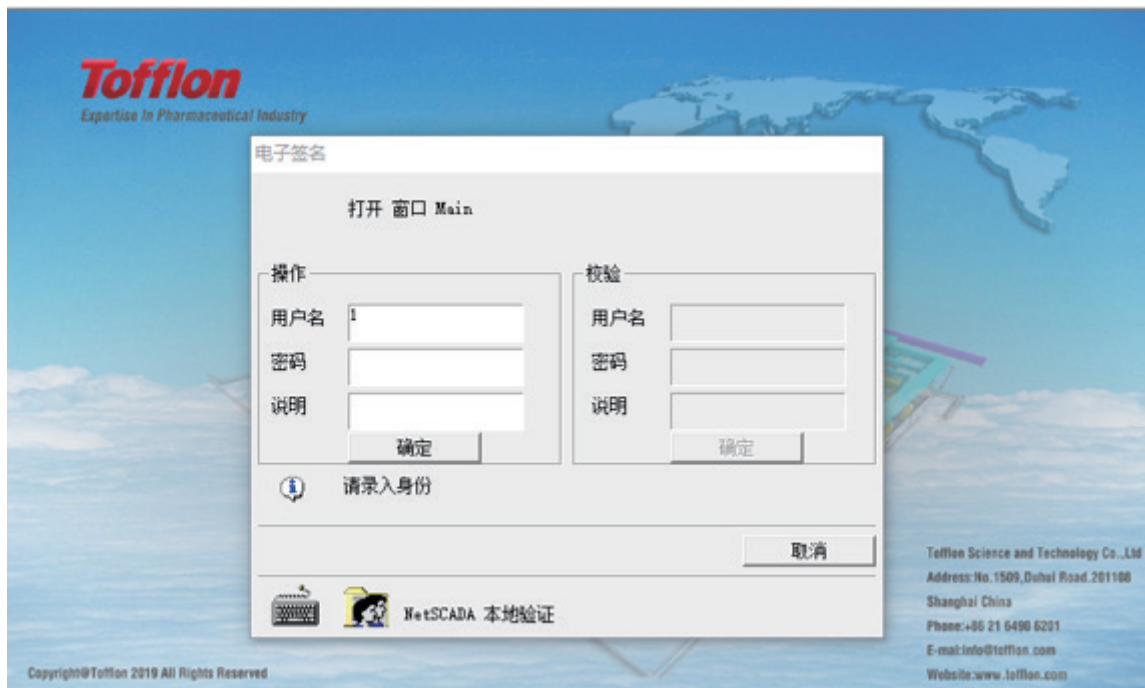 Tofflon
Expertise In Pharmaceutical Industry
电子签名
打开 窗口 Main
操作
用户名 1
密码
说明
确定
校验
用户名
密码
说明
确定
请录入身份
取消
NetSCADA 本地验证
Tofflon Science and Technology Co.,Ltd
Address:No.1509,Duhui Road.201108
Shanghai China
Phone:+86 21 6490 6201
E-mal:info@tofflon.com
Website:www.tofflon.com
Copyright@Tofflon 2019 All Rights Reserved